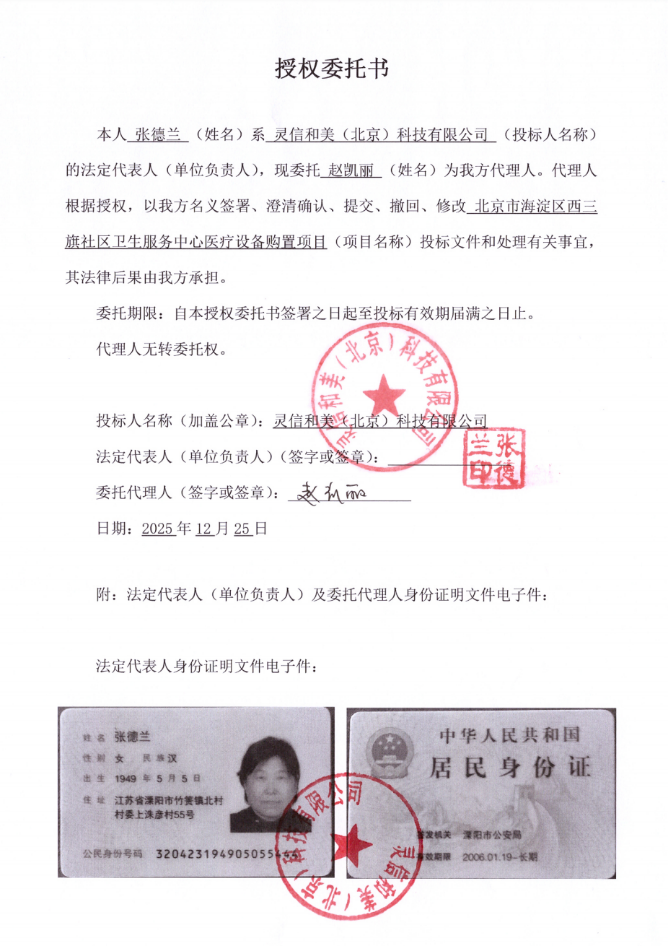 授权委托书
本人 张德兰 （姓名）系 灵信和美（北京）科技有限公司 （投标人名称）
的法定代表人（单位负责人），现委托 赵凯丽 （姓名）为我方代理人。代理人
根据授权，以我方名义签署、澄清确认、提交、撤回、修改 北京市海淀区西三
旗社区卫生服务中心医疗设备购置项目（项目名称）投标文件和处理有关事宜，
其法律后果由我方承担。
委托期限：自本授权委托书签署之日起至投标有效期届满之日止。
代理人无转委托权。
灵信和美（北京）科技有限公司
投标人名称（加盖公章）：灵信和美（北京）科技有限公司
法定代表人（单位负责人）（签字或签章）：
张德兰印
委托代理人（签字或签章）： 赵凯丽
日期：2025 年 12 月 25 日
附：法定代表人（单位负责人）及委托代理人身份证明文件电子件：
法定代表人身份证明文件电子件：
姓名 张德兰
性别 女 民族 汉
出生 1949 年 5 月 5 日
住址 江苏省溧阳市竹箦镇北村
村委上洙彦村55号
公民身份号码 320423194905055
中华人民共和国
居民身份证
签发机关 溧阳市公安局
有效期限 2006.01.19-长期
灵信和美（北京）科技有限公司